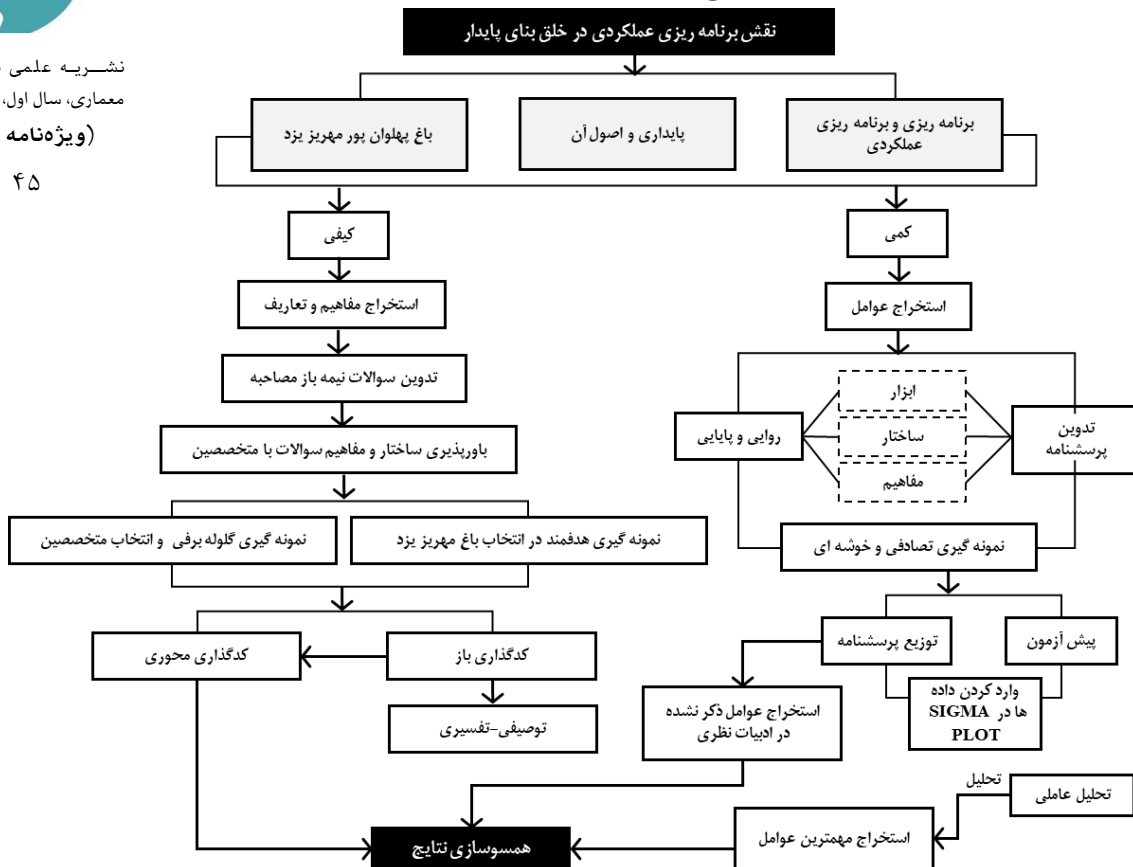 نقش برنامه ریزی عملکردی در خلق بنای پایدار
نشــریـه علمی
معماری، سال اول،
(ویژه‌نامه
۴۵
برنامه ریزی و برنامه ریزی
عملکردی
پایداری و اصول آن
باغ پهلوان پور مهریز یزد
کمی
کیفی
استخراج عوامل
استخراج مفاهیم و تعاریف
تدوین
پرسشنامه
ابزار
ساختار
مفاهیم
روایی و پایایی
تدوین سوالات نیمه باز مصاحبه
باورپذیری ساختار و مفاهیم سوالات با متخصصین
نمونه گیری هدفمند در انتخاب باغ مهریز یزد
نمونه گیری گلوله برفی و انتخاب متخصصین
نمونه گیری تصادفی و خوشه ای
پیش آزمون
توزیع پرسشنامه
وارد کردن داده
ها در SIGMA
PLOT
کدگذاری باز
کدگذاری محوری
توصیفی-تفسیری
استخراج عوامل ذکر نشده
در ادبیات نظری
تحلیل عاملی
تحلیل
استخراج مهمترین عوامل
همسوسازی نتایج